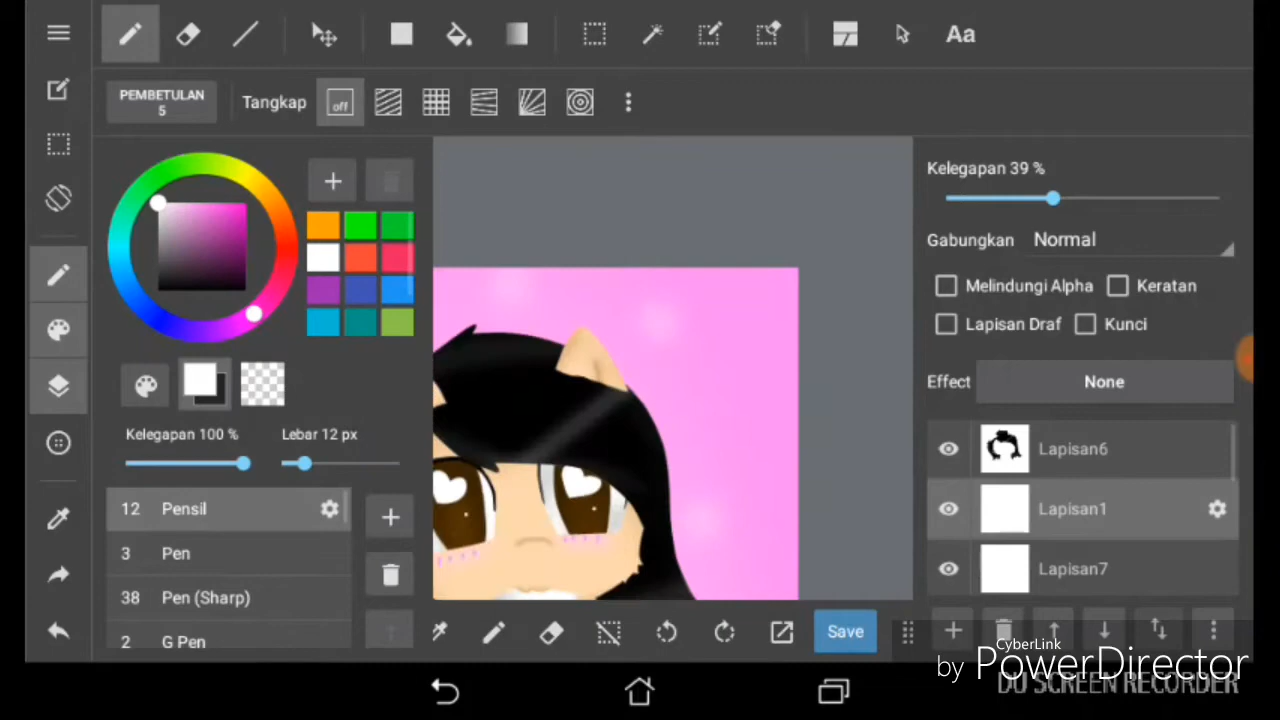 Aa
PEMBETULAN
5
Tangkap
off
Kelegapan 39 %
Gabungkan Normal
Melindungi Alpha Keratan
Lapisan Draf Kunci
Effect None
Kelegapan 100 % Lebar 12 px
Lapisan6
12 Pensil
Lapisan1
3 Pen
Lapisan7
38 Pen (Sharp)
2 G Pen
Save
CyberLink
by PowerDirector
DU SCREEN RECORDER